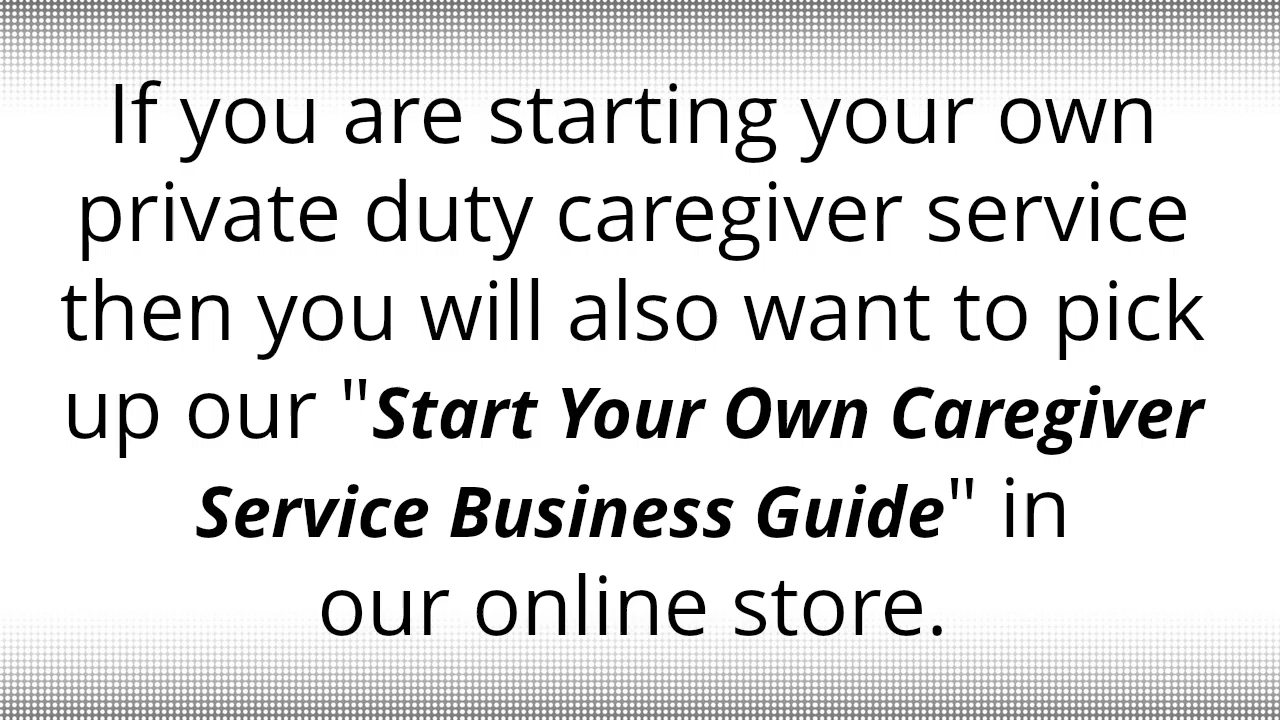 If you are starting your own
private duty caregiver service
then you will also want to pick
up our "Start Your Own Caregiver
Service Business Guide" in
our online store.